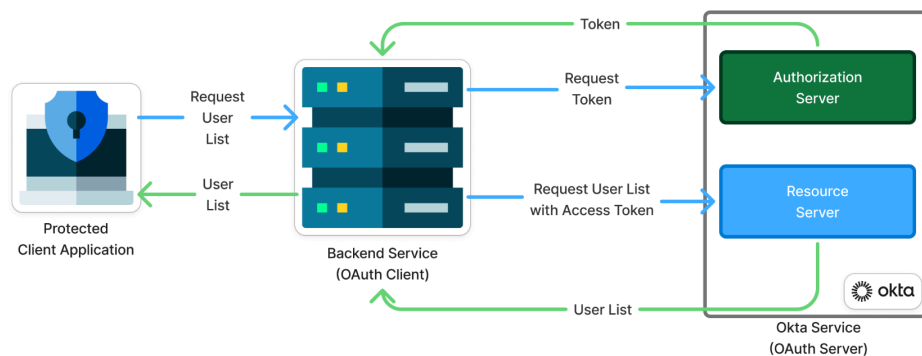 Token
Request
User
List
Request
Token
Authorization
Server
User
List
Request User List
with Access Token
Resource
Server
Protected
Client Application
Backend Service
(OAuth Client)
User List
okta
Okta Service
(OAuth Server)